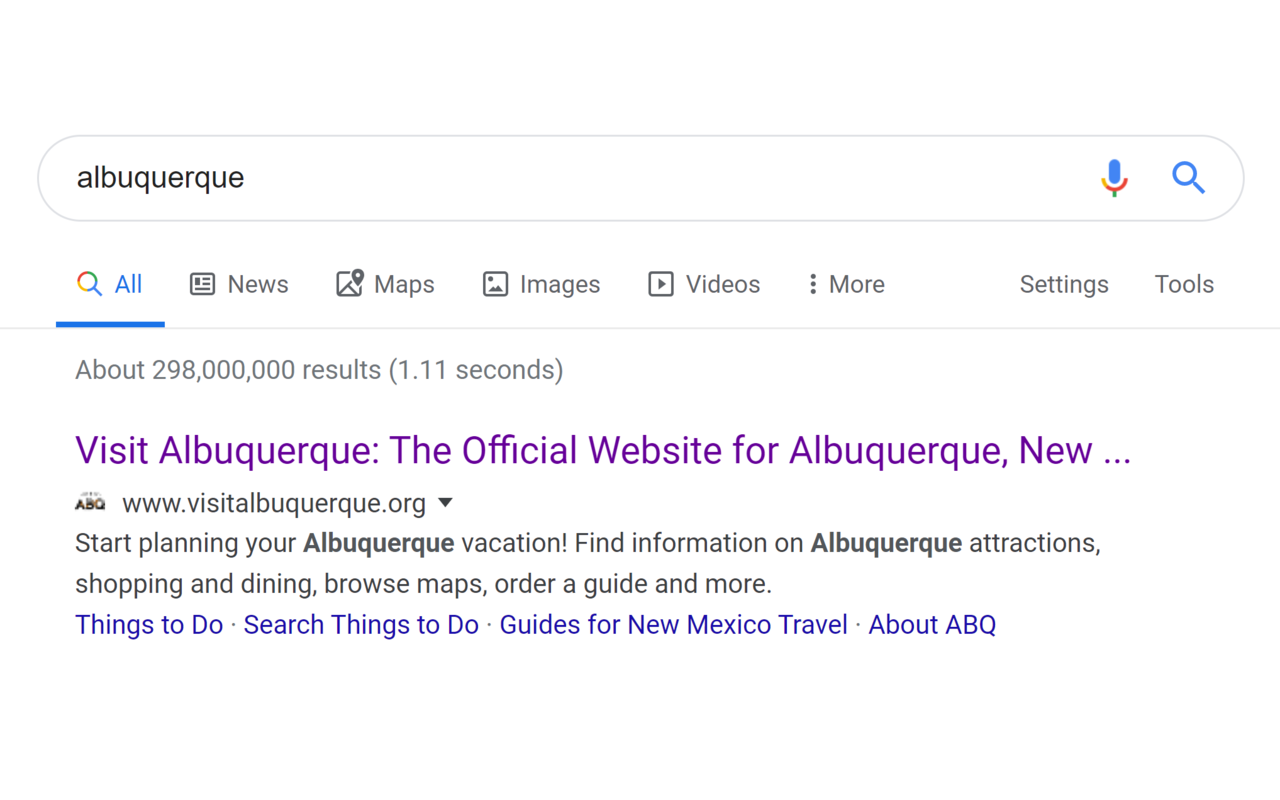 albuquerque
All News Maps Images Videos More Settings Tools
About 298,000,000 results (1.11 seconds)
Visit Albuquerque: The Official Website for Albuquerque, New ...
ABQ www.visitalbuquerque.org
Start planning your Albuquerque vacation! Find information on Albuquerque attractions,
shopping and dining, browse maps, order a guide and more.
Things to Do · Search Things to Do · Guides for New Mexico Travel · About ABQ